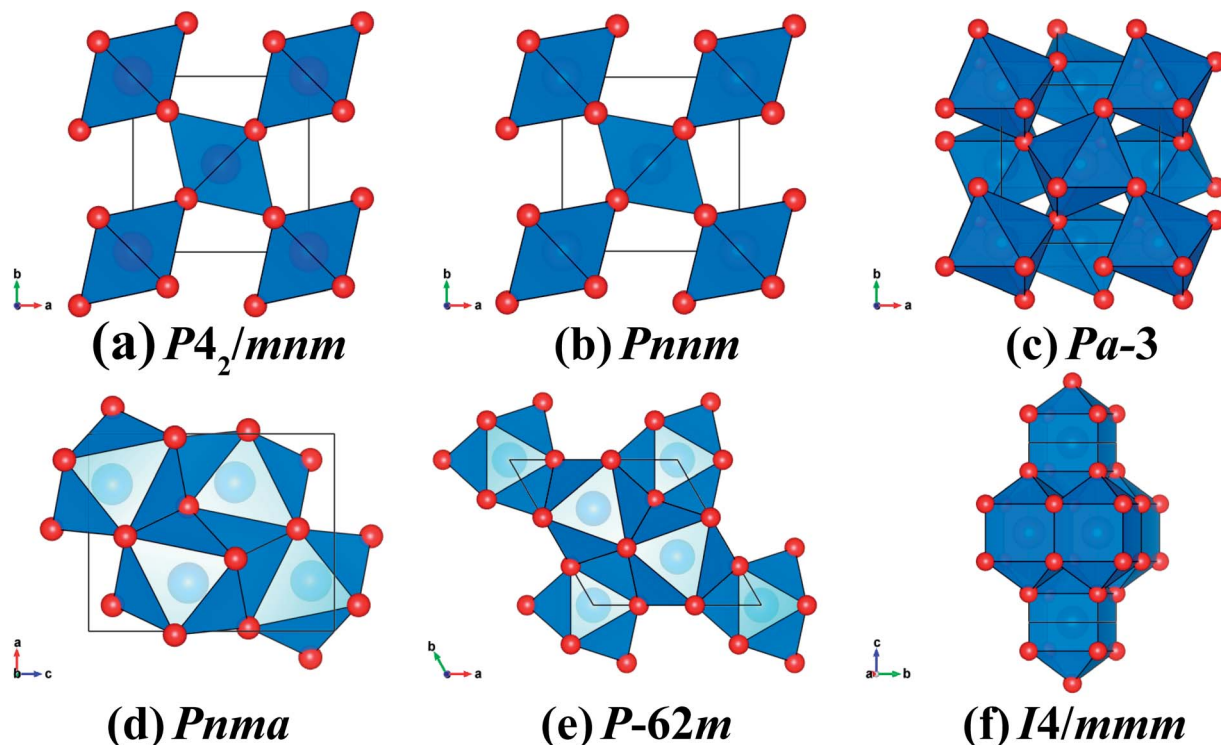 b
a
b
a
b
a
(a) P4₂/mnm
(b) Pnnm
(c) Pa-3
a
b
c
b
a
c
a
b
(d) Pnma
(e) P-62m
(f) I4/mmm